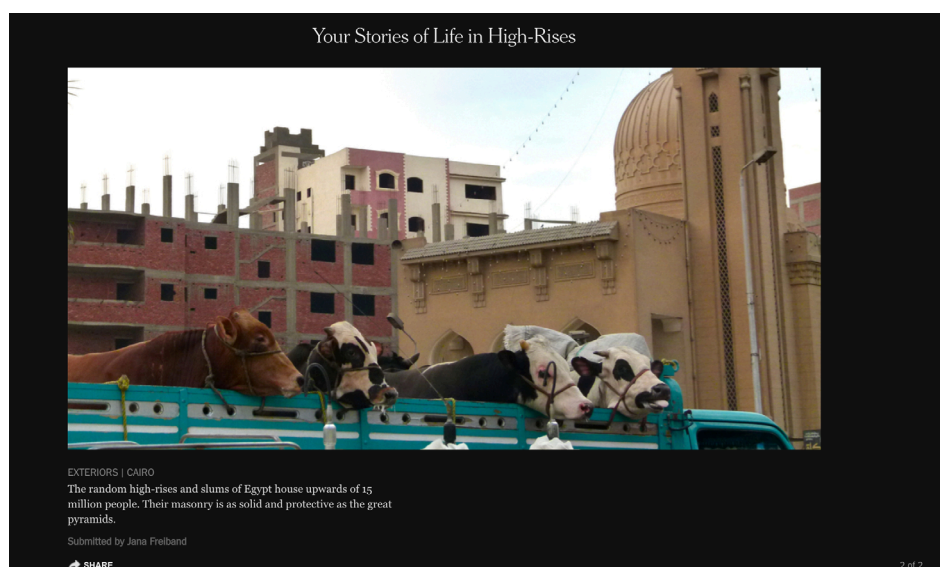 Your Stories of Life in High-Rises
EXTERIORS | CAIRO
The random high-rises and slums of Egypt house upwards of 15
million people. Their masonry is as solid and protective as the great
pyramids.
Submitted by Jana Freiband
SHARE
2 of 2